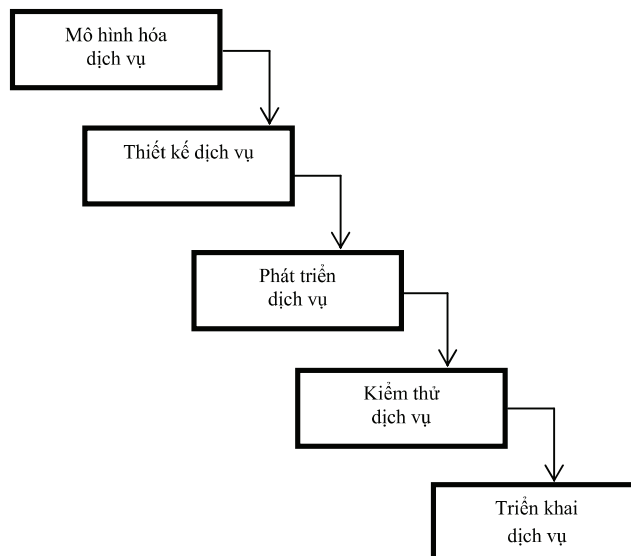 Mô hình hóa
dịch vụ
Thiết kế dịch vụ
Phát triển
dịch vụ
Kiểm thử
dịch vụ
Triển khai
dịch vụ